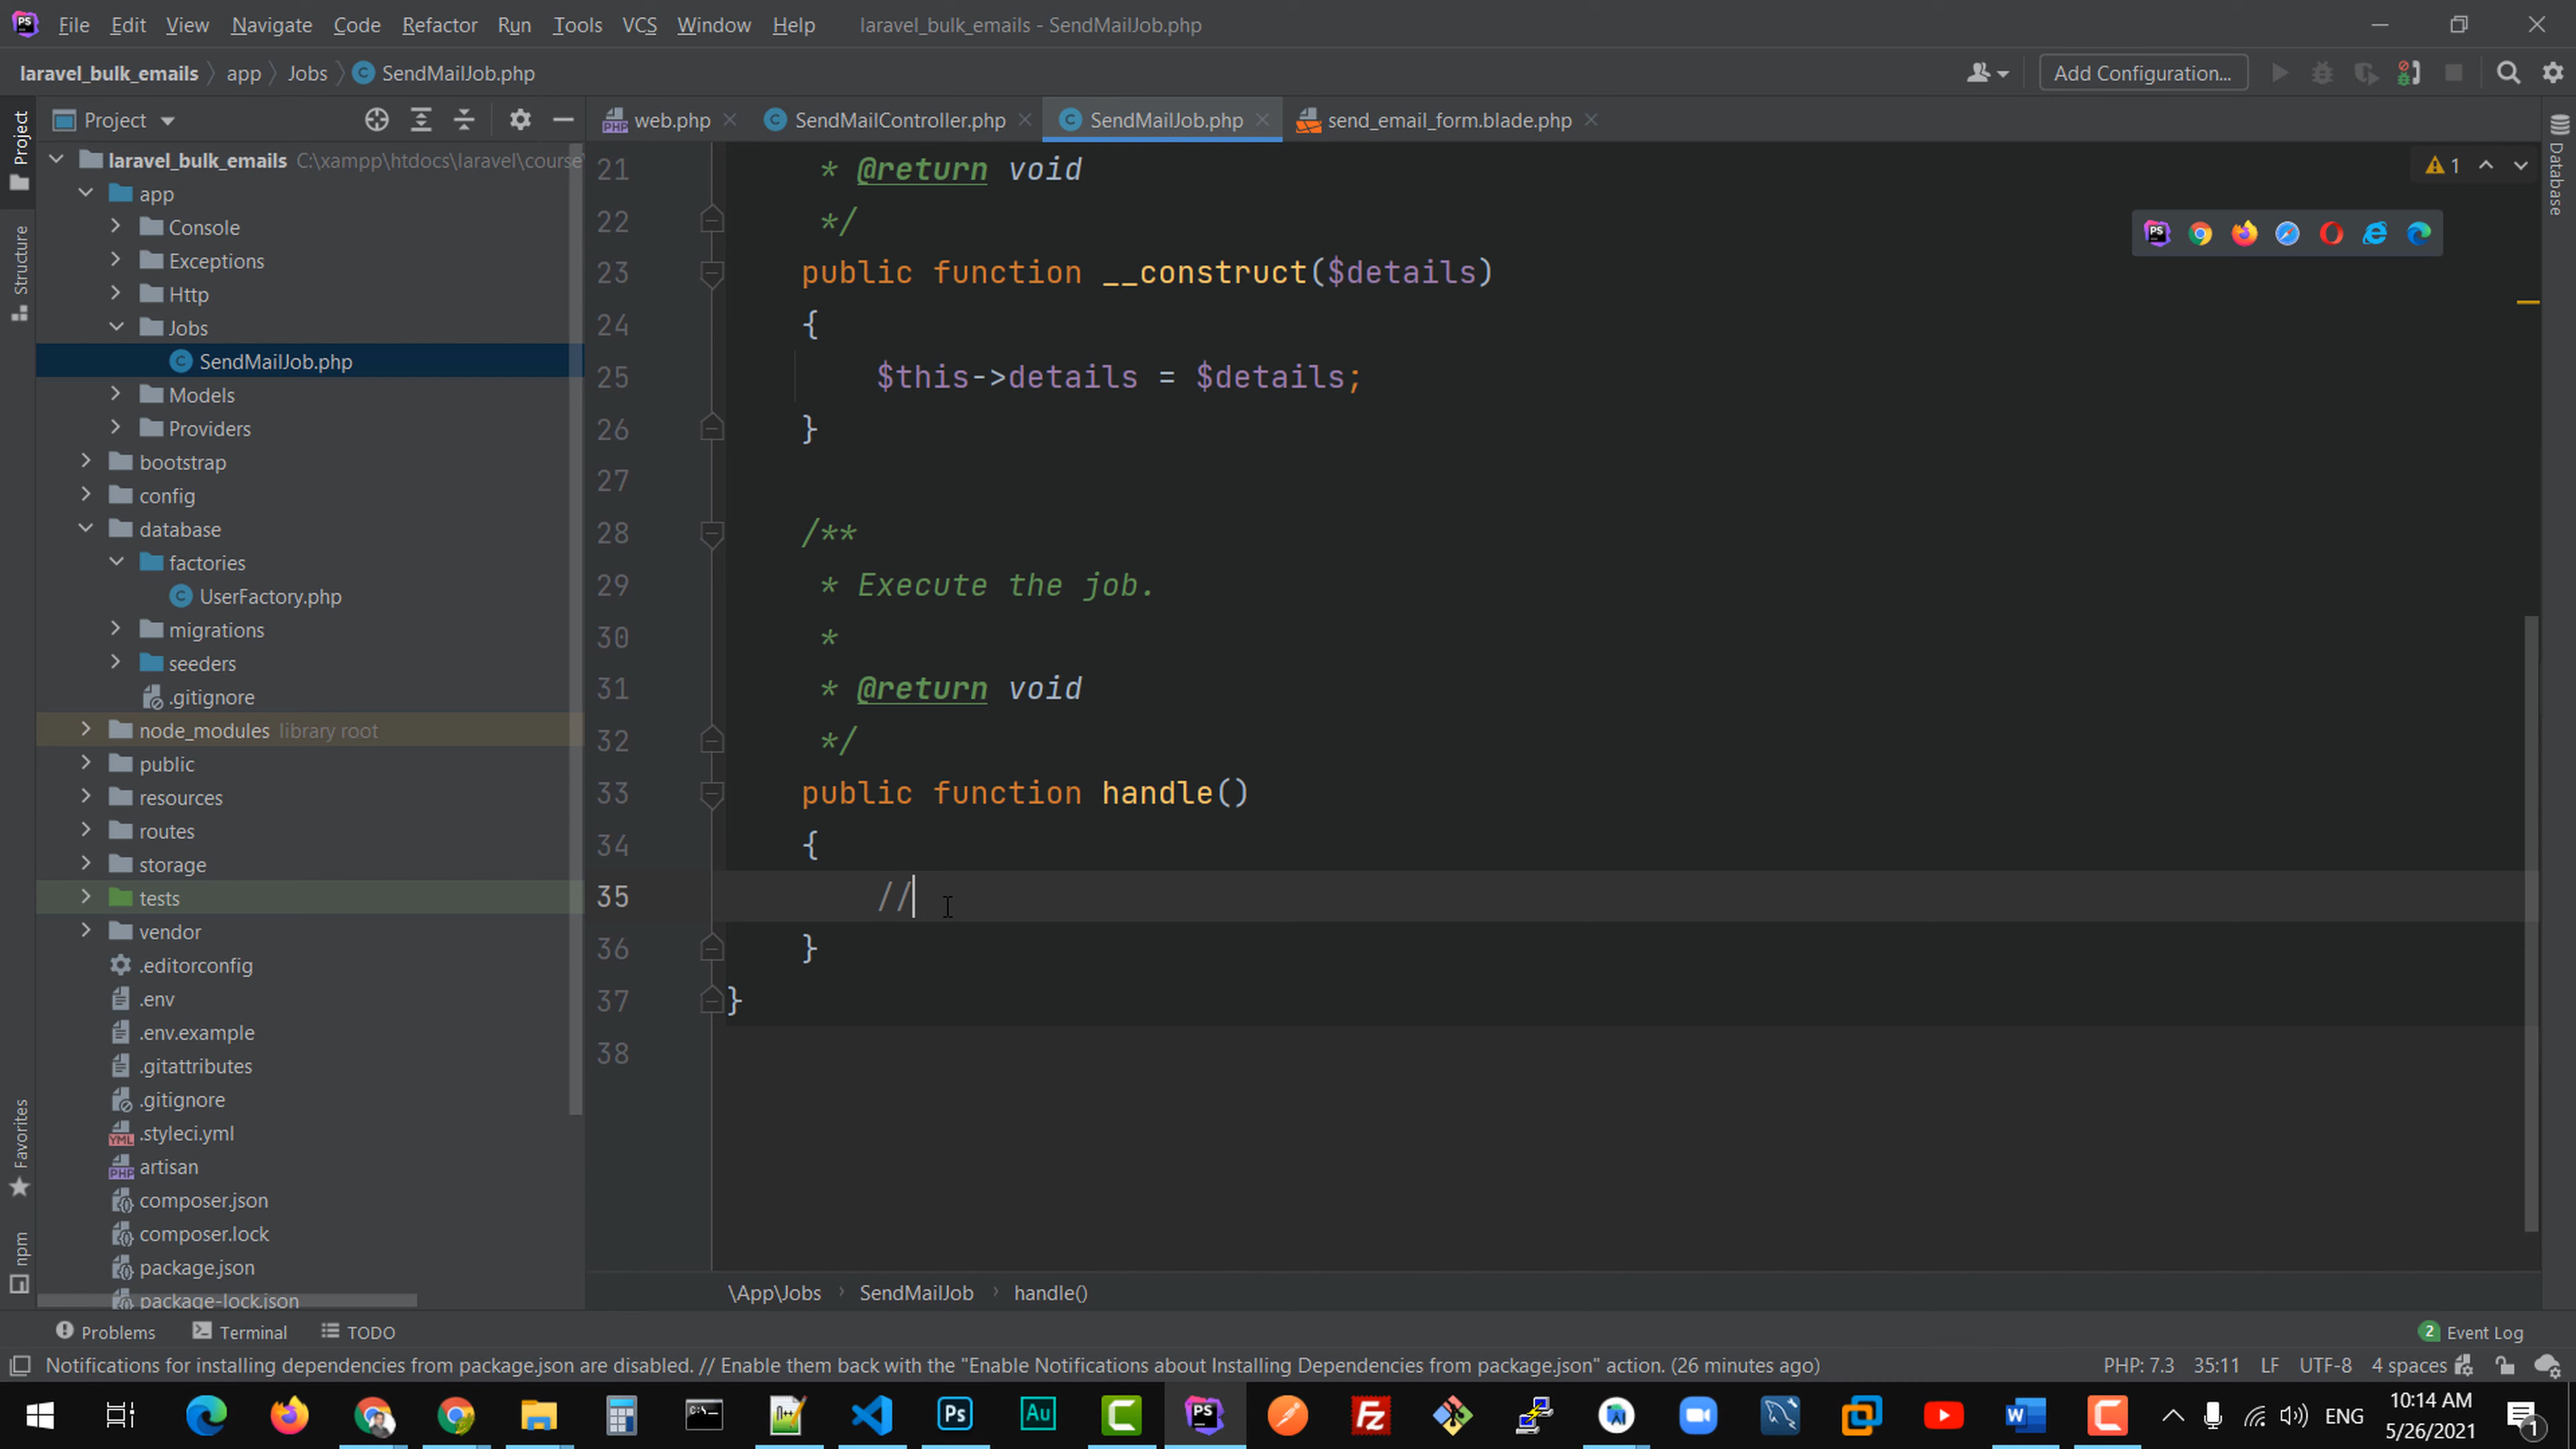 File Edit View Navigate Code Refactor Run Tools VCS Window Help laravel_bulk_emails - SendMailJob.php
laravel_bulk_emails app Jobs SendMailJob.php Add Configuration...
Project
web.php SendMailController.php SendMailJob.php send_email_form.blade.php
Project
Structure
Favorites
npm
laravel_bulk_emails C:\xampp\htdocs\laravel\course
app
Console
Exceptions
Http
Jobs
SendMailJob.php
Models
Providers
bootstrap
config
database
factories
UserFactory.php
migrations
seeders
.gitignore
node_modules library root
public
resources
routes
storage
tests
vendor
.editorconfig
.env
.env.example
.gitattributes
.gitignore
.styleci.yml
artisan
composer.json
composer.lock
package.json
package-lock.json
21 * @return void
22 */
23 public function __construct($details)
24 {
25 $this->details = $details;
26 }
27
28 /**
29 * Execute the job.
30 *
31 * @return void
32 */
33 public function handle()
34 {
35 //
36 }
37 }
38
1
Database
\App\Jobs SendMailJob handle()
Problems Terminal TODO
2 Event Log
Notifications for installing dependencies from package.json are disabled. // Enable them back with the "Enable Notifications about Installing Dependencies from package.json" action. (26 minutes ago)
PHP: 7.3 35:11 LF UTF-8 4 spaces
ENG
10:14 AM
5/26/2021
1